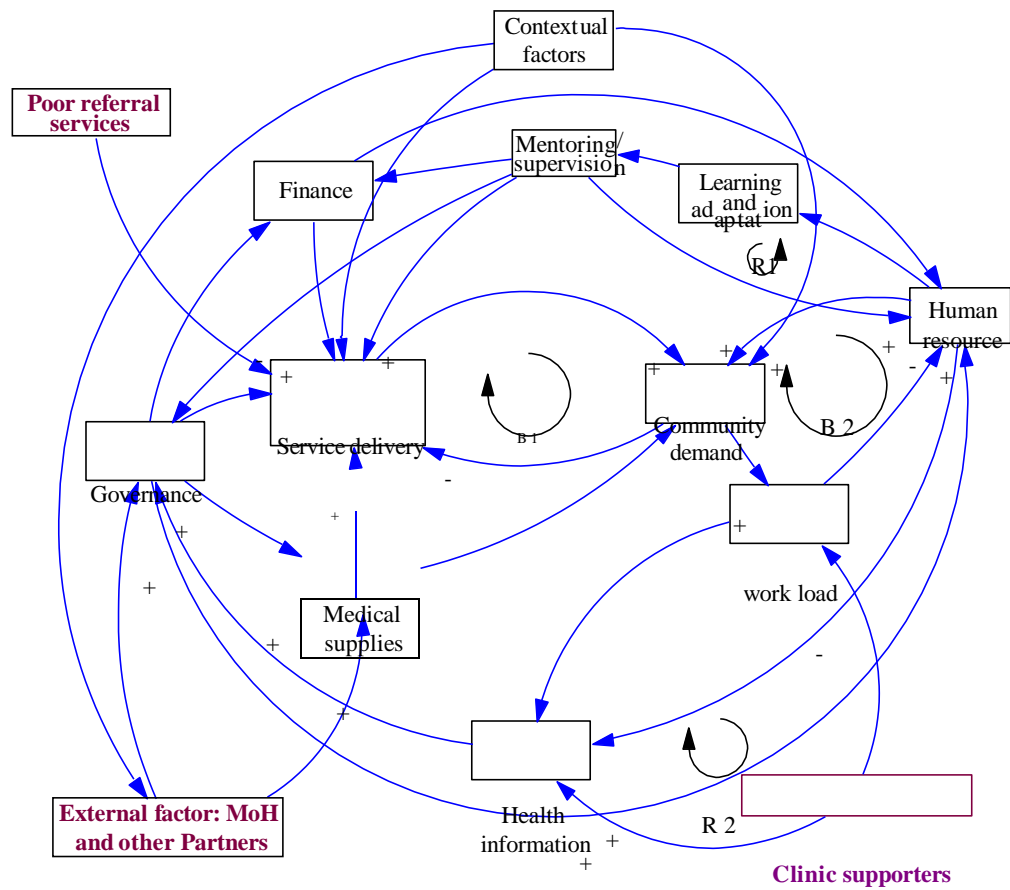 Contextual
factors
Poor referral
services
Mentoring/
supervision
Finance
Learning
and
adaptation
R1
Human
resource
+
+
-
+
-
+
+
+
+
+
B 1
B 2
Service delivery
Community
demand
-
Governance
+
+
+
work load
+
Medical
supplies
+
-
+
External factor: MoH
and other Partners
Health
information
R 2
+
+
Clinic supporters